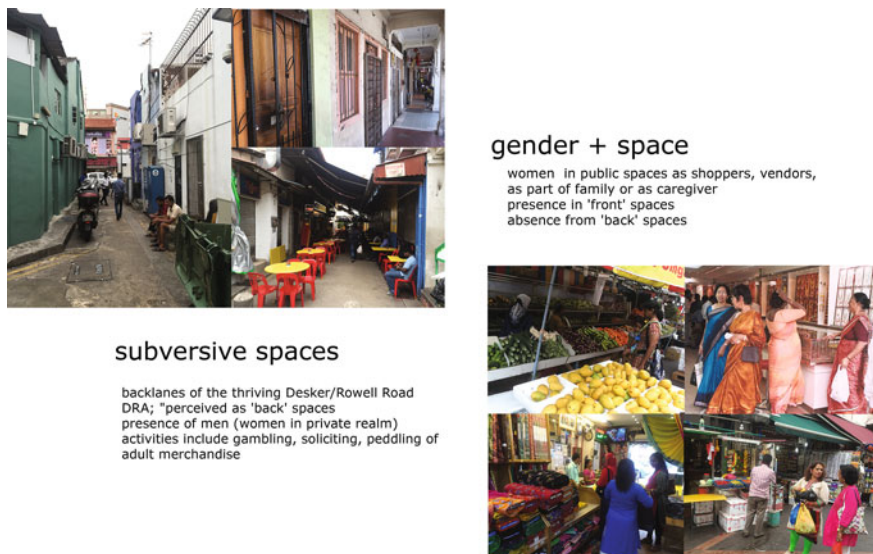 subversive spaces
backlanes of the thriving Desker/Rowell Road
DRA; "perceived as 'back' spaces
presence of men (women in private realm)
activities include gambling, soliciting, peddling of
adult merchandise
gender + space
women in public spaces as shoppers, vendors,
as part of family or as caregiver
presence in 'front' spaces
absence from 'back' spaces